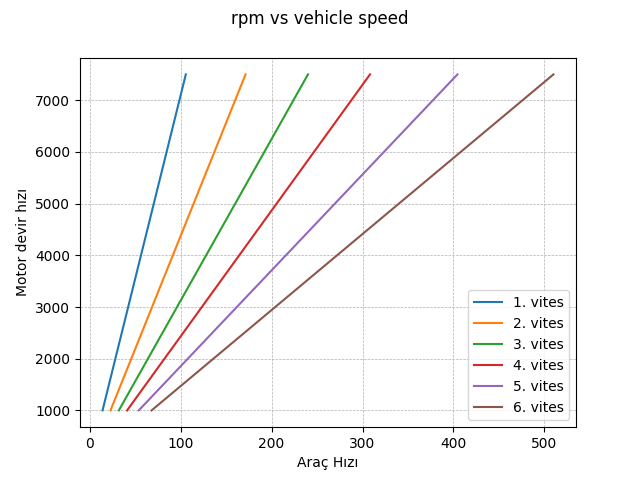 rpm vs vehicle speed
Motor devir hızı
7000
6000
5000
4000
3000
2000
1000
0
100
200
300
400
500
Araç Hızı
1. vites
2. vites
3. vites
4. vites
5. vites
6. vites